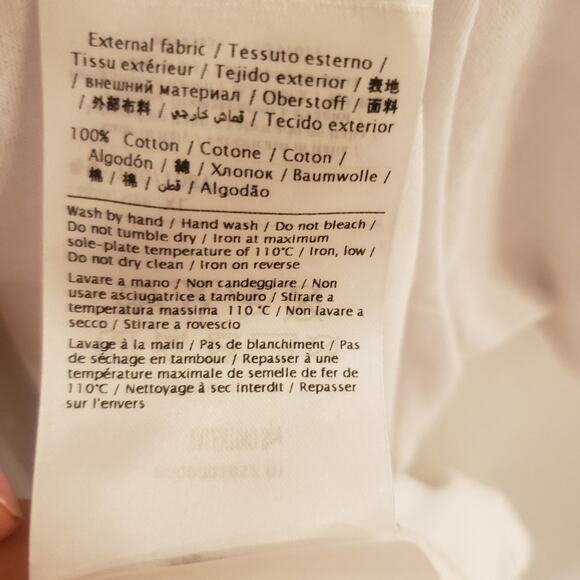 External fabric / Tessuto esterno /
Tissu extérieur / Tejido exterior / 表地
/ внешний материал / Oberstoff / 面料
/ 外部布料 / قماش خارجي / Tecido exterior
100% Cotton / Cotone / Coton /
Algodón / 綿 / Хлопок / Baumwolle /
棉 / 棉 / قطن / Algodão
Wash by hand / Hand wash / Do not bleach /
Do not tumble dry / Iron at maximum
sole-plate temperature of 110°C / Iron, low /
Do not dry clean / Iron on reverse
Lavare a mano / Non candeggiare / Non
usare asciugatrice a tamburo / Stirare a
temperatura massima 110 °C / Non lavare a
secco / Stirare a rovescio
Lavage à la main / Pas de blanchiment / Pas
de séchage en tambour / Repasser à une
température maximale de semelle de fer de
110°C / Nettoyage à sec interdit / Repasser
sur l'envers